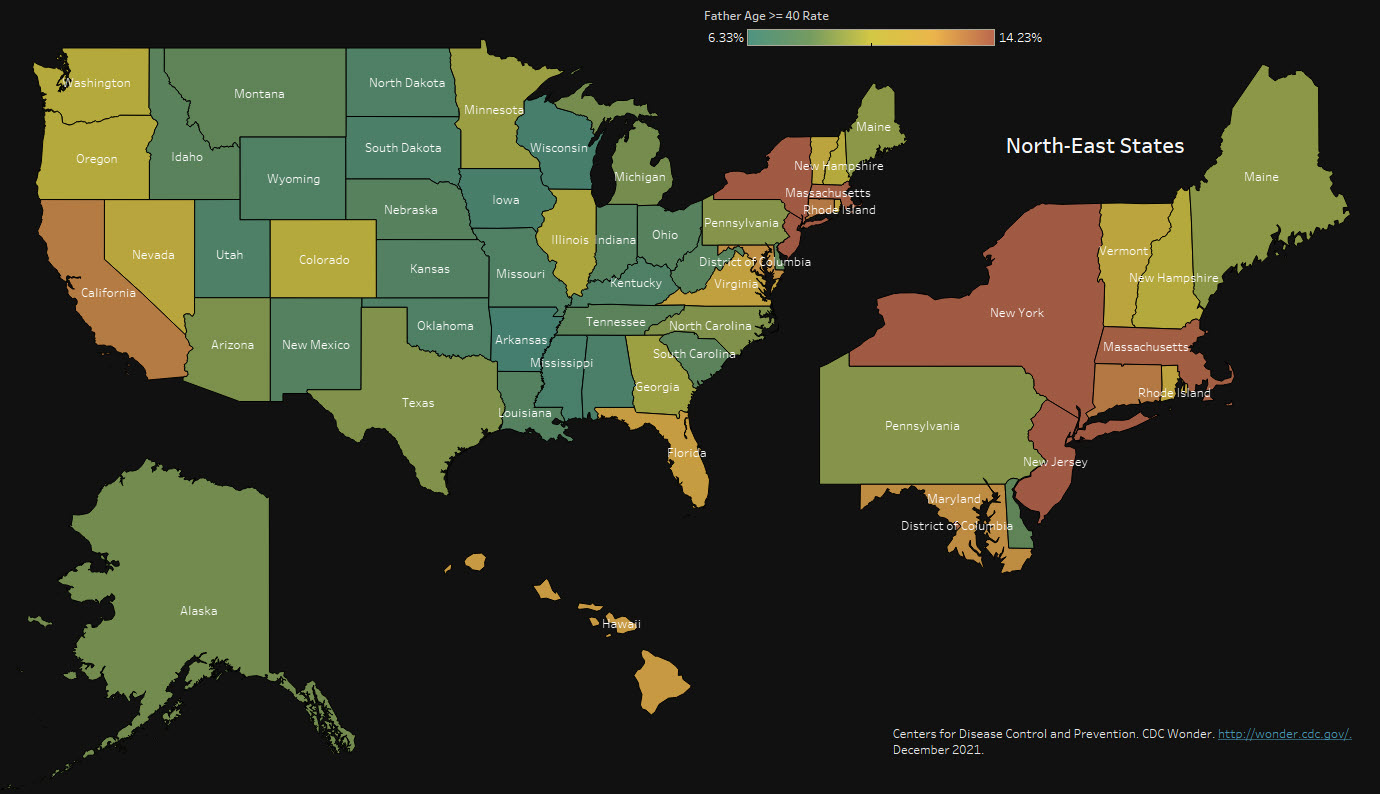 Father Age >= 40 Rate
6.33% 14.23%
Washington
Montana
North Dakota
Minnesota
Maine
Oregon
Idaho
South Dakota
Wisconsin
New Hampshire
Wyoming
Michigan
Massachusetts
Iowa
Nebraska
Rhode Island
Pennsylvania
Nevada
Utah
Colorado
Illinois
Indiana
Ohio
Kansas
Missouri
District of Columbia
Kentucky
Virginia
California
Arizona
New Mexico
Oklahoma
Arkansas
Tennessee
North Carolina
South Carolina
Mississippi
Georgia
Texas
Louisiana
Florida
Alaska
Hawaii
North-East States
Maine
Vermont
New Hampshire
New York
Massachusetts
Rhode Island
Pennsylvania
New Jersey
Maryland
District of Columbia
Centers for Disease Control and Prevention. CDC Wonder. http://wonder.cdc.gov/.
December 2021.